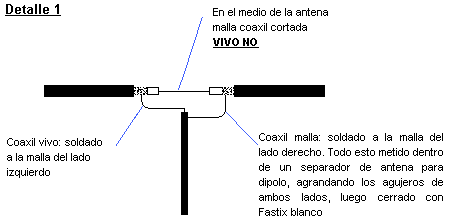 Detalle 1
En el medio de la antena
malla coaxil cortada
VIVO NO
Coaxil vivo: soldado
a la malla del lado
izquierdo
Coaxil malla: soldado a la malla del
lado derecho. Todo esto metido dentro
de un separador de antena para
dipolo, agrandando los agujeros de
ambos lados, luego cerrado con
Fastix blanco